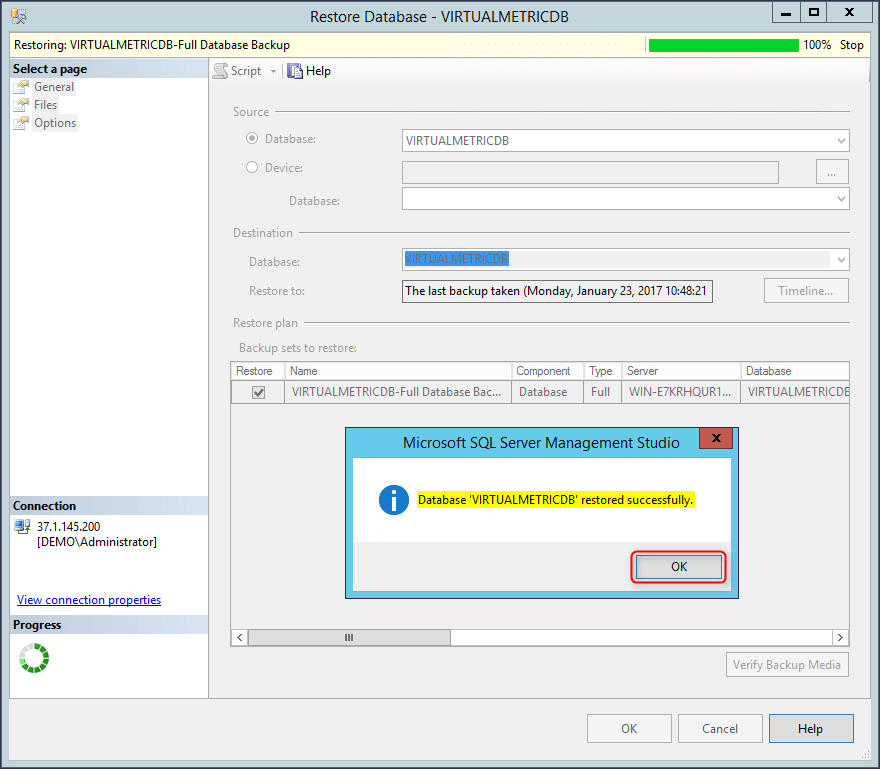 Restore Database - VIRTUALMETRICDB
Restoring: VIRTUALMETRICDB-Full Database Backup 100% Stop
Select a page
General
Files
Options
Script Help
Source
Database: VIRTUALMETRICDB
Device: ...
Database:
Destination
Database: VIRTUALMETRICDB
Restore to: The last backup taken (Monday, January 23, 2017 10:48:21 Timeline...
Restore plan
Backup sets to restore:
Restore Name Component Type Server Database
VIRTUALMETRICDB-Full Database Bac... Database Full WIN-E7KRHQUR1... VIRTUALMETRICDB
Microsoft SQL Server Management Studio
Database 'VIRTUALMETRICDB' restored successfully.
OK
Connection
37.1.145.200
[DEMO\Administrator]
View connection properties
Progress
Verify Backup Media
OK Cancel Help